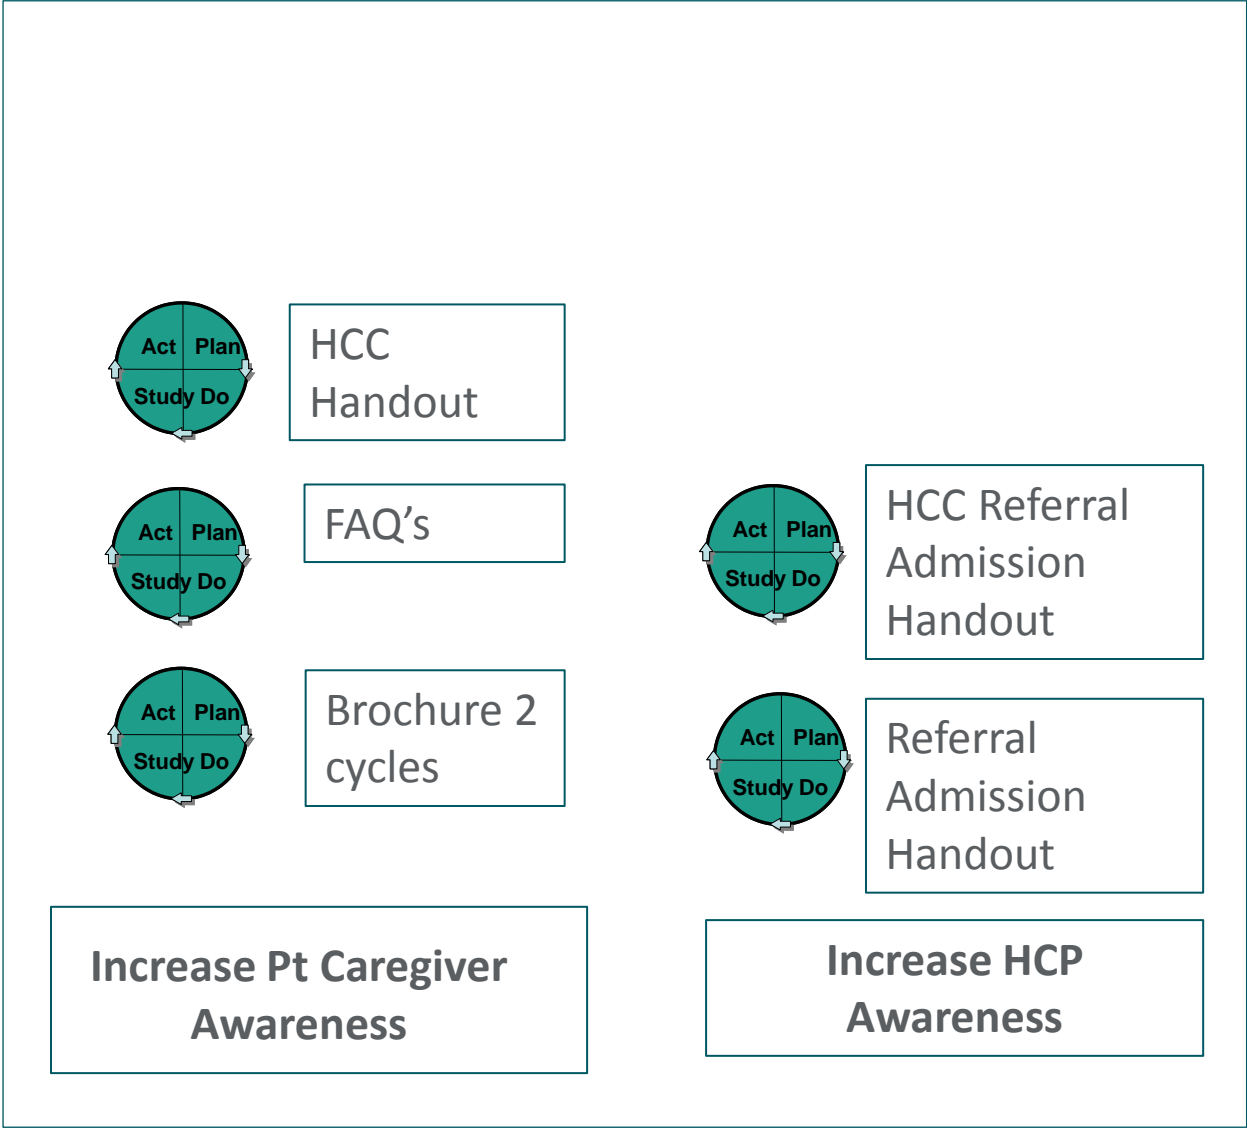 Act Plan
Study Do
HCC
Handout
Act Plan
Study Do
FAQ’s
Act Plan
Study Do
Brochure 2
cycles
Increase Pt Caregiver
Awareness
Act Plan
Study Do
HCC Referral
Admission
Handout
Act Plan
Study Do
Referral
Admission
Handout
Increase HCP
Awareness